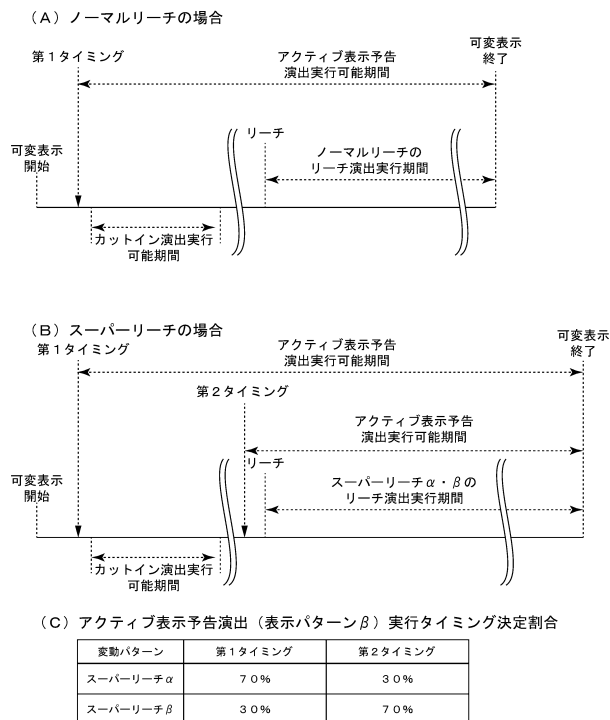 （Ａ）ノーマルリーチの場合
可変表示
終了
第１タイミング
アクティブ表示予告
演出実行可能期間
リーチ
可変表示
開始
ノーマルリーチの
リーチ演出実行期間
カットイン演出実行
可能期間
（Ｂ）スーパーリーチの場合
可変表示
終了
第１タイミング
アクティブ表示予告
演出実行可能期間
第２タイミング
アクティブ表示予告
演出実行可能期間
リーチ
可変表示
開始
スーパーリーチα・βの
リーチ演出実行期間
カットイン演出実行
可能期間
（Ｃ）アクティブ表示予告演出（表示パターンβ）実行タイミング決定割合
変動パターン 第１タイミング 第２タイミング
スーパーリーチα ７０％ ３０％
スーパーリーチβ ３０％ ７０％